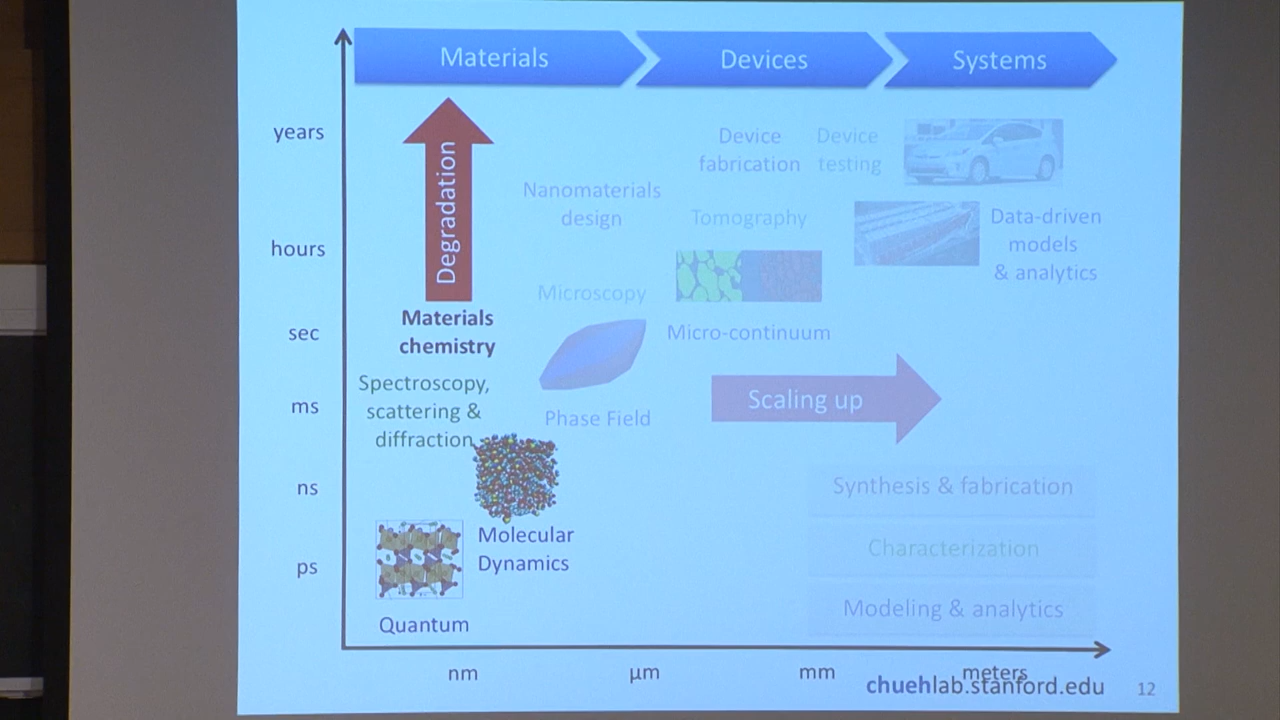 Materials
Devices
Systems
years
hours
sec
ms
ns
ps
Degradation
Materials
chemistry
Spectroscopy,
scattering &
diffraction
Molecular
Dynamics
Quantum
Nanomaterials
design
Microscopy
Phase Field
Device
fabrication
Device
testing
Tomography
Micro-continuum
Data-driven
models
& analytics
Scaling up
Synthesis & fabrication
Characterization
Modeling & analytics
nm
μm
mm
meters
chuehlab.stanford.edu
12